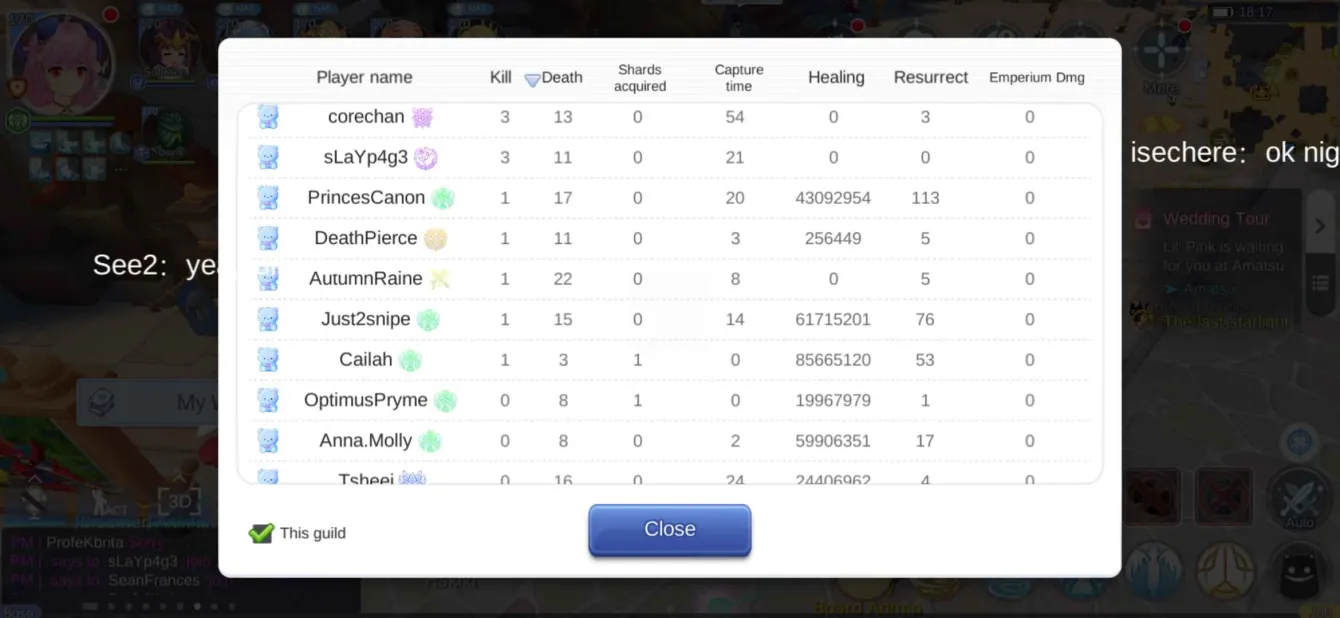 18:17
Player name Kill Death Shards acquired Capture time Healing Resurrect Emperium Dmg
corechan 3 13 0 54 0 3 0
sLaYp4g3 3 11 0 21 0 0 0
PrincesCanon 1 17 0 20 43092954 113 0
DeathPierce 1 11 0 3 256449 5 0
AutumnRaine 1 22 0 8 0 5 0
Just2snipe 1 15 0 14 61715201 76 0
Cailah 1 3 1 0 85665120 53 0
OptimusPryme 0 8 1 0 19967979 1 0
Anna.Molly 0 8 0 2 59906351 17 0
Tsheei 0 16 0 24 24406962 4 0
This guild
Close
More
isechere: ok nig
Wedding Tour
Lil' Pink is waiting
for you at Amatsu
Amatsu
The last starlight
See2: yea
My
3D
PM ProfeKbrita
PM says to sLaYp4g3
PM says to SeanFrances
Base
Auto
Board Admin